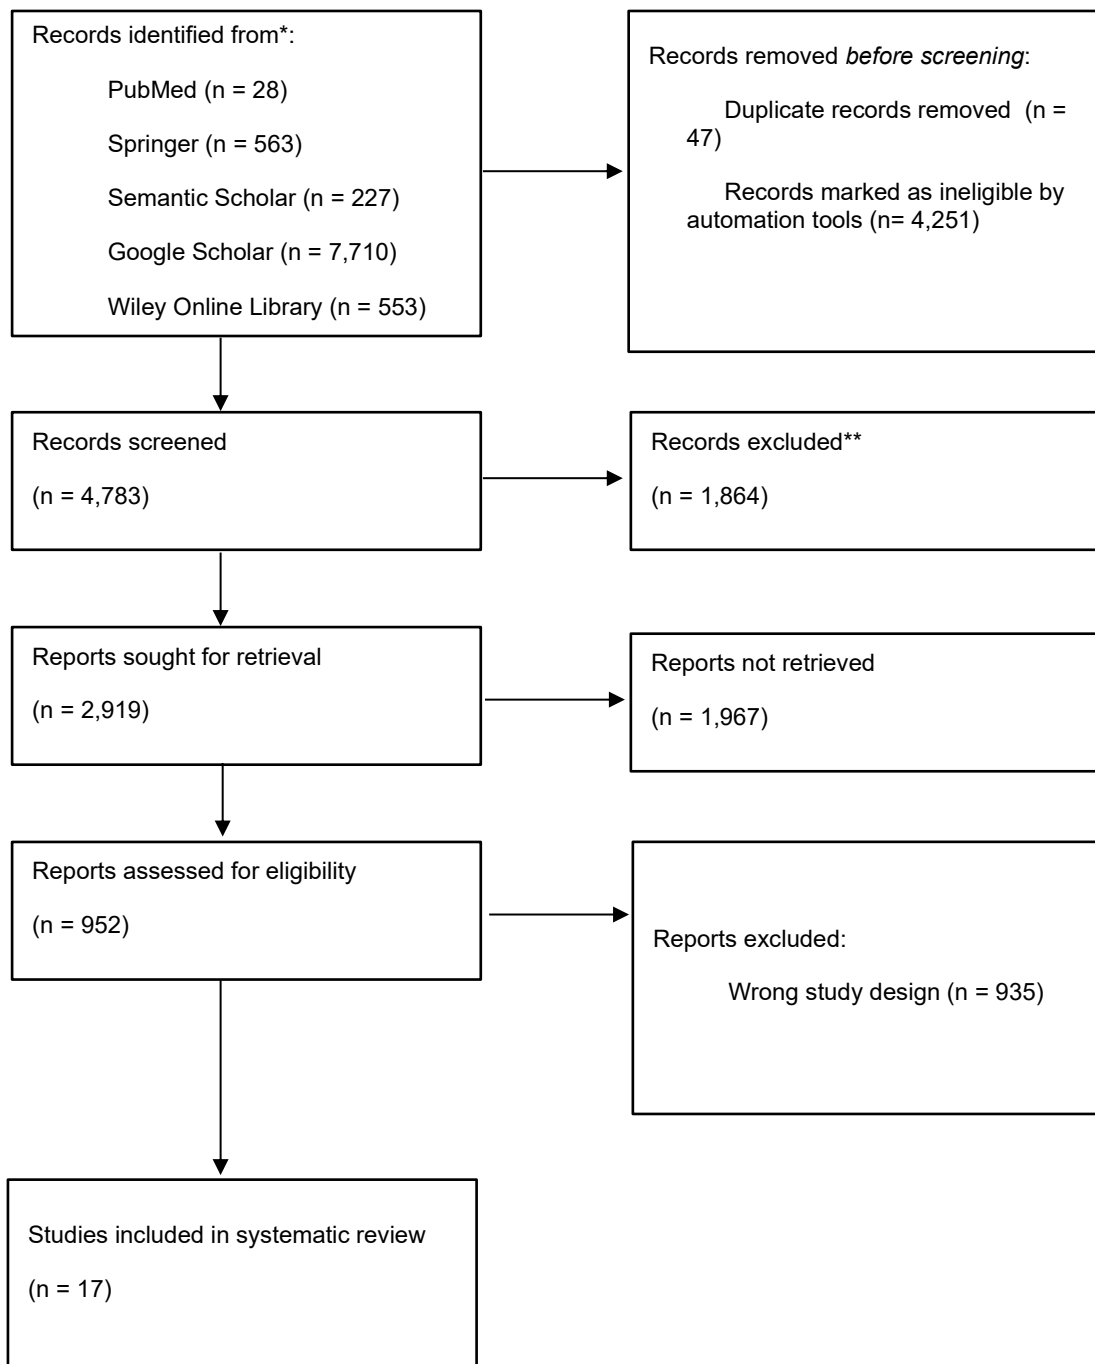 Records identified from*:
PubMed (n = 28)
Springer (n = 563)
Semantic Scholar (n = 227)
Google Scholar (n = 7,710)
Wiley Online Library (n = 553)
Records removed before screening:
Duplicate records removed (n =
47)
Records marked as ineligible by
automation tools (n= 4,251)
Records screened
(n = 4,783)
Records excluded**
(n = 1,864)
Reports sought for retrieval
(n = 2,919)
Reports not retrieved
(n = 1,967)
Reports assessed for eligibility
(n = 952)
Reports excluded:
Wrong study design (n = 935)
Studies included in systematic review
(n = 17)